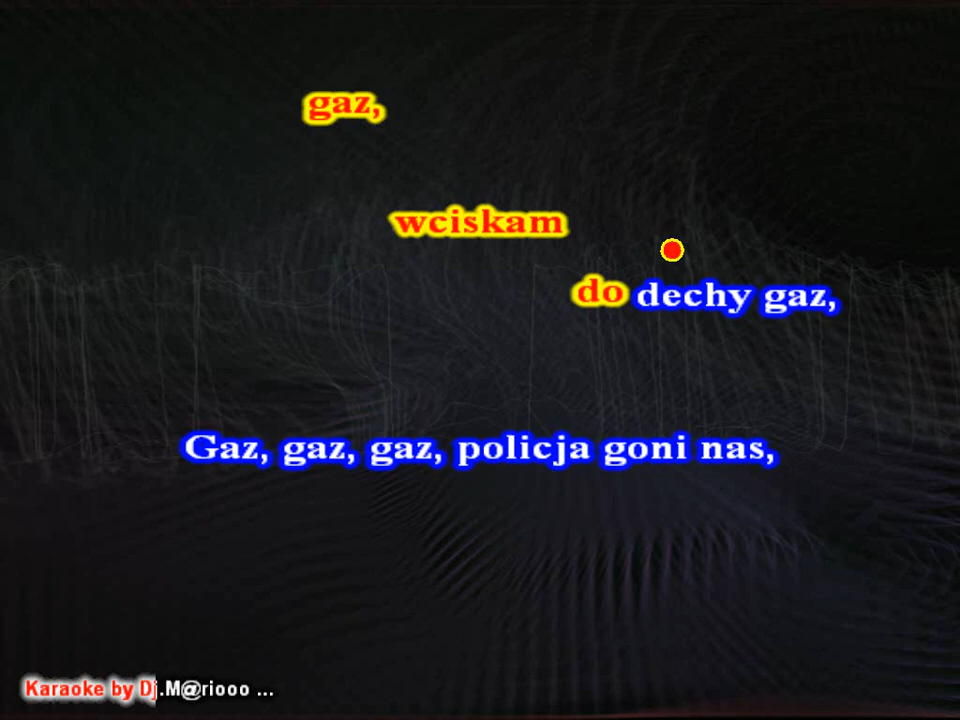 gaz,
wciskam
do dechy gaz,
Gaz, gaz, gaz, policja goni nas,
Karaoke by Dj.M@riooo ...